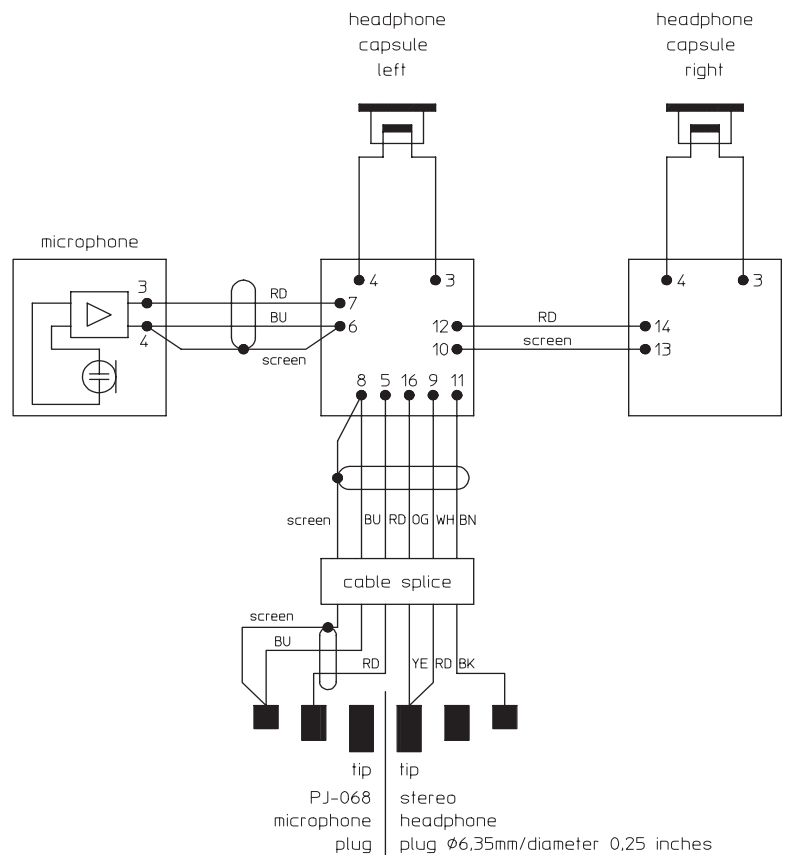 headphone
capsule
left
headphone
capsule
right
microphone
3
4
RD
BU
screen
4
3
7
6
12
10
8 5 16 9 11
RD
screen
4
3
14
13
screen
BU RD OG WH BN
cable splice
screen
BU
RD
YE RD BK
tip
PJ-068
microphone
plug
tip
stereo
headphone
plug Ø6,35mm/diameter 0,25 inches